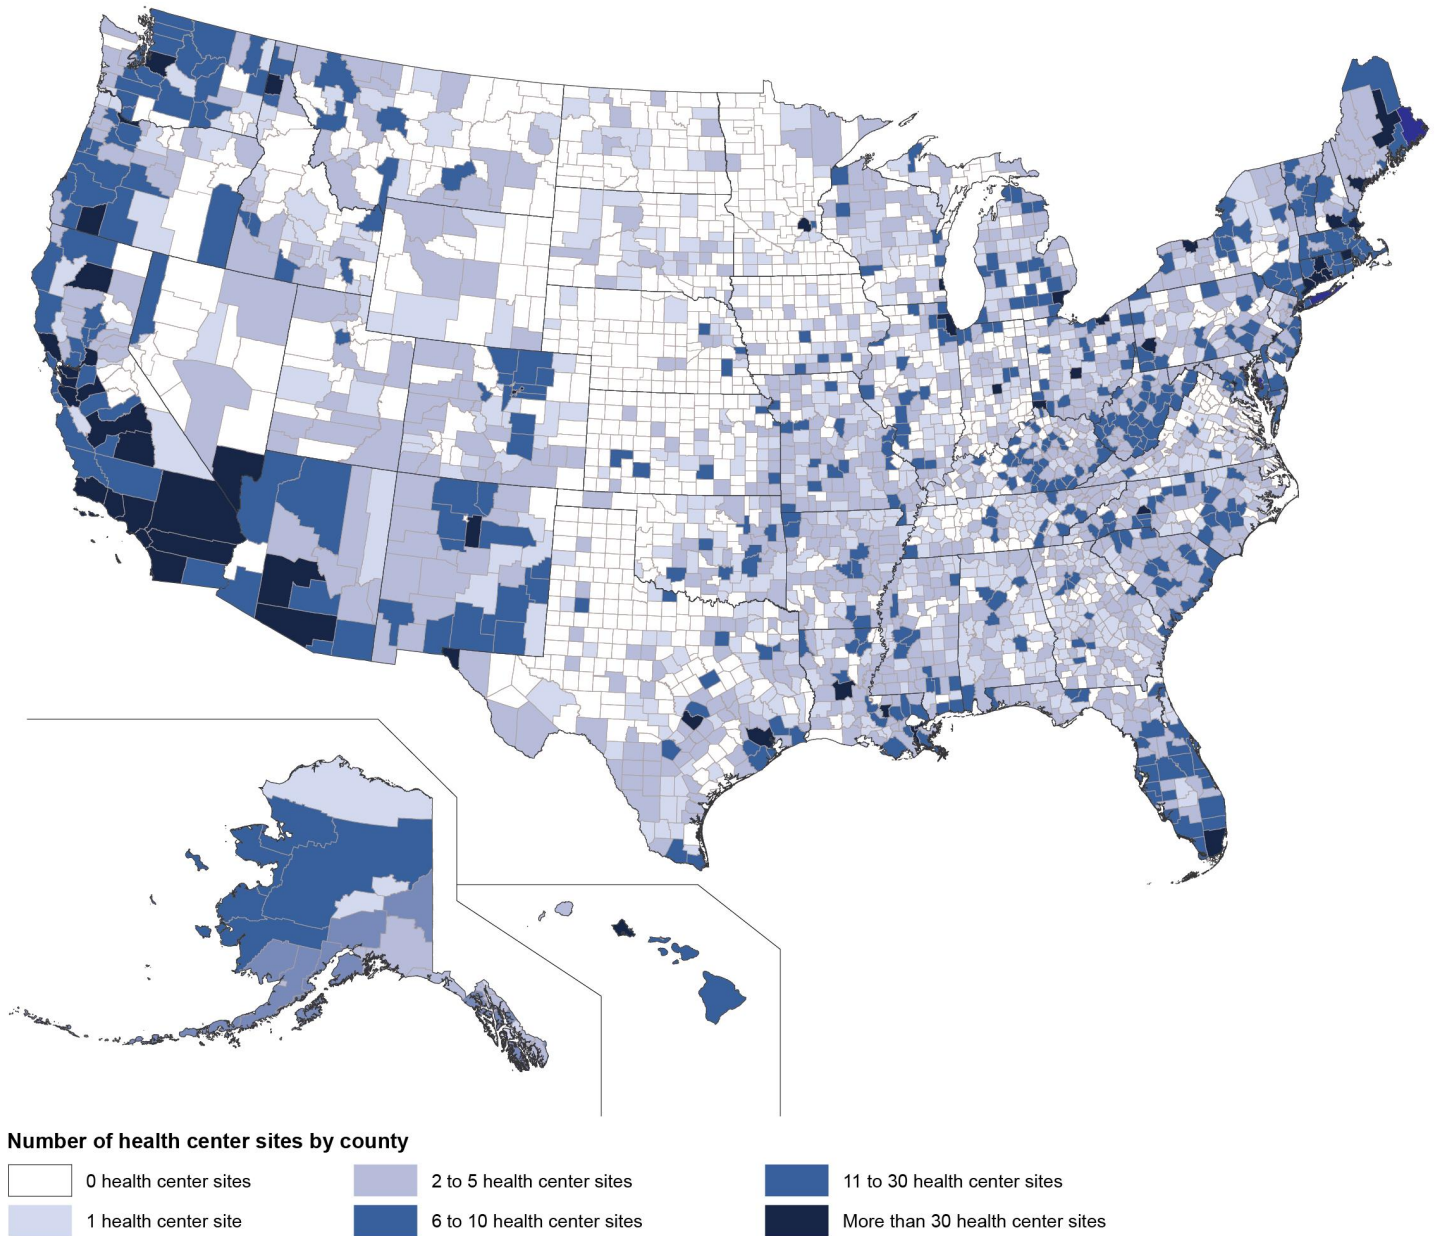 Number of health center sites by county
0 health center sites
2 to 5 health center sites
11 to 30 health center sites
1 health center site
6 to 10 health center sites
More than 30 health center sites